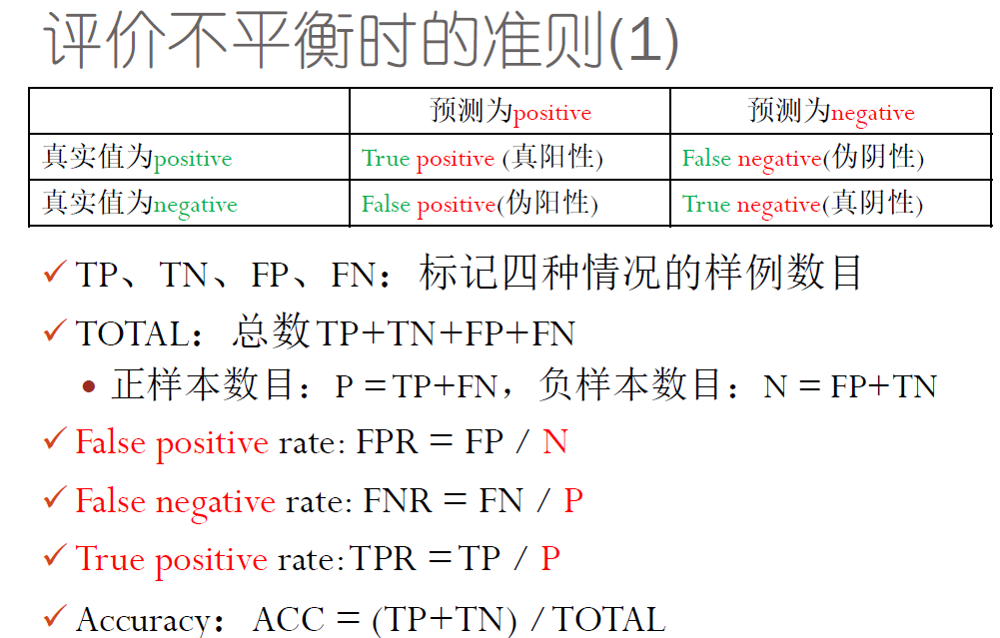 评价不平衡时的准则(1)
预测为positive 预测为negative
真实值为positive True positive (真阳性) False negative(伪阴性)
真实值为negative False positive(伪阳性) True negative(真阴性)
✓ TP、TN、FP、FN：标记四种情况的样例数目
✓ TOTAL：总数TP+TN+FP+FN
• 正样本数目：P =TP+FN，负样本数目：N = FP+TN
✓ False positive rate: FPR = FP / N
✓ False negative rate: FNR = FN / P
✓ True positive rate: TPR =TP / P
✓ Accuracy： ACC = (TP+TN) /TOTAL